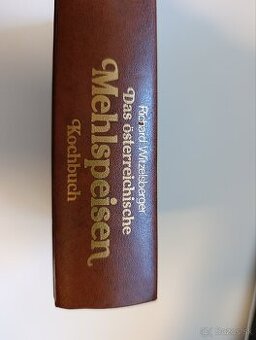 Richard Witzelsberger
Das österreichische
Mehlspeisen
Kochbuch